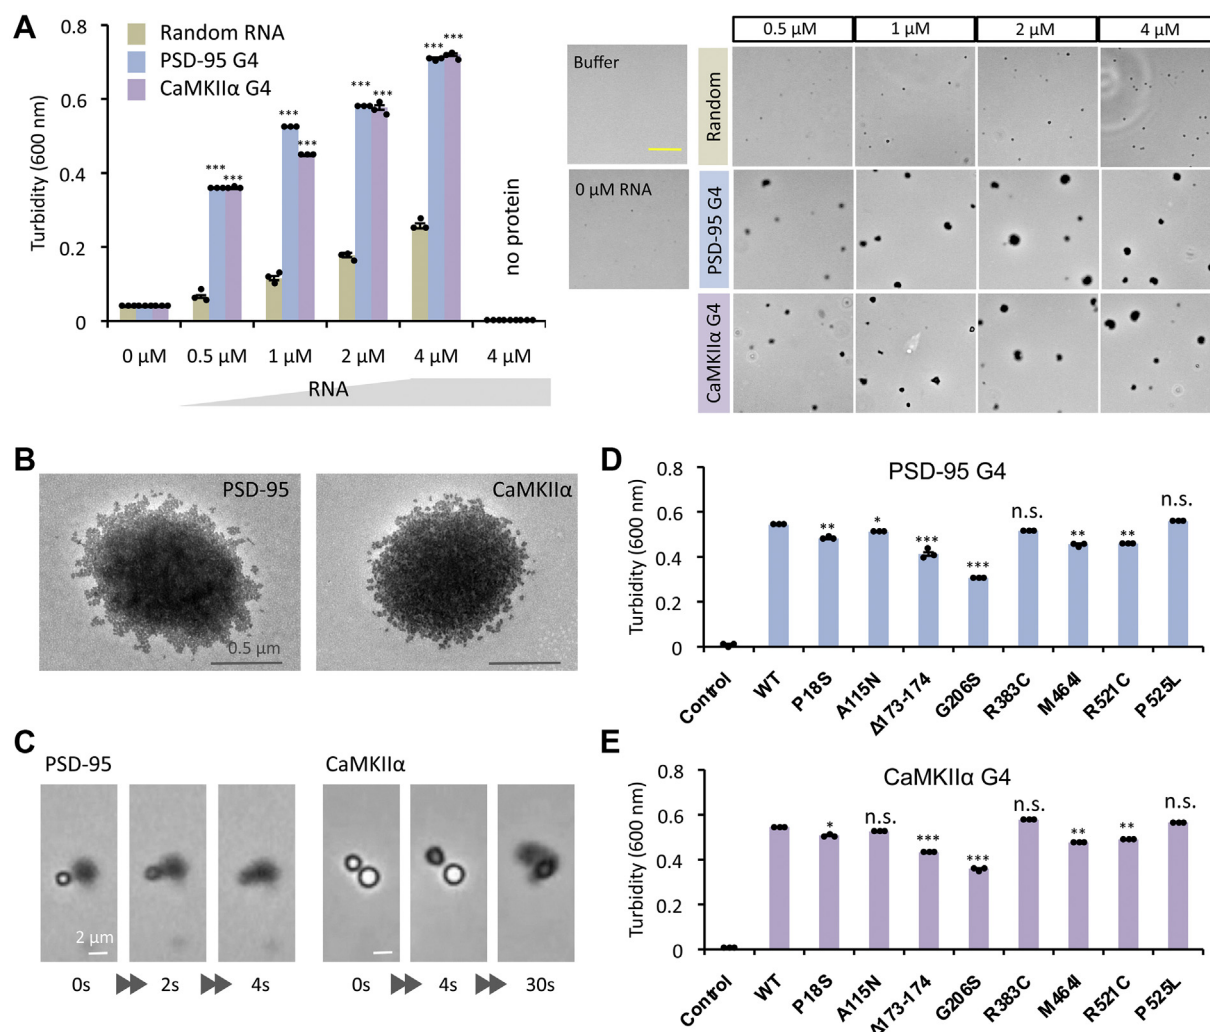 A
Random RNA
PSD-95 G4
CaMKIIα G4
Turbidity (600 nm)
0.8
0.6
0.4
0.2
0
***
***
***
***
***
***
***
***
no protein
0 μM
0.5 μM
1 μM
2 μM
4 μM
4 μM
RNA
Buffer
0 μM RNA
0.5 μM
1 μM
2 μM
4 μM
Random
PSD-95 G4
CaMKIIα G4
B
PSD-95
0.5 μm
CaMKIIα
C
PSD-95
2 μm
0s
2s
4s
CaMKIIα
0s
4s
30s
D
PSD-95 G4
Turbidity (600 nm)
0.8
0.6
0.4
0.2
0
**
*
***
***
n.s.
**
**
n.s.
Control
WT
P18S
A115N
Δ173-174
G206S
R383C
M464I
R521C
P525L
E
CaMKIIα G4
Turbidity (600 nm)
0.8
0.6
0.4
0.2
0
*
n.s.
***
***
n.s.
**
**
n.s.
Control
WT
P18S
A115N
Δ173-174
G206S
R383C
M464I
R521C
P525L